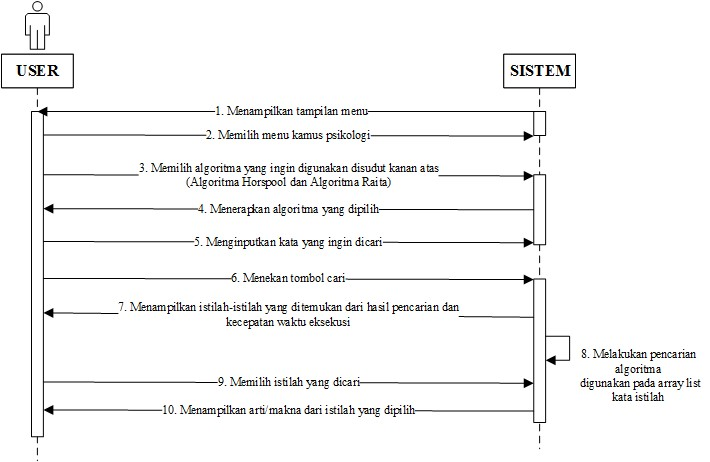 USER
SISTEM
1. Menampilkan tampilan menu
2. Memilih menu kamus psikologi
3. Memilih algoritma yang ingin digunakan disudut kanan atas
(Algoritma Horspool dan Algoritma Raita)
4. Menerapkan algoritma yang dipilih
5. Menginputkan kata yang ingin dicari
6. Menekan tombol cari
7. Menampilkan istilah-istilah yang ditemukan dari hasil pencarian dan
kecepatan waktu eksekusi
8. Melakukan pencarian
algoritma
digunakan pada array list
kata istilah
9. Memilih istilah yang dicari
10. Menampilkan arti/makna dari istilah yang dipilih